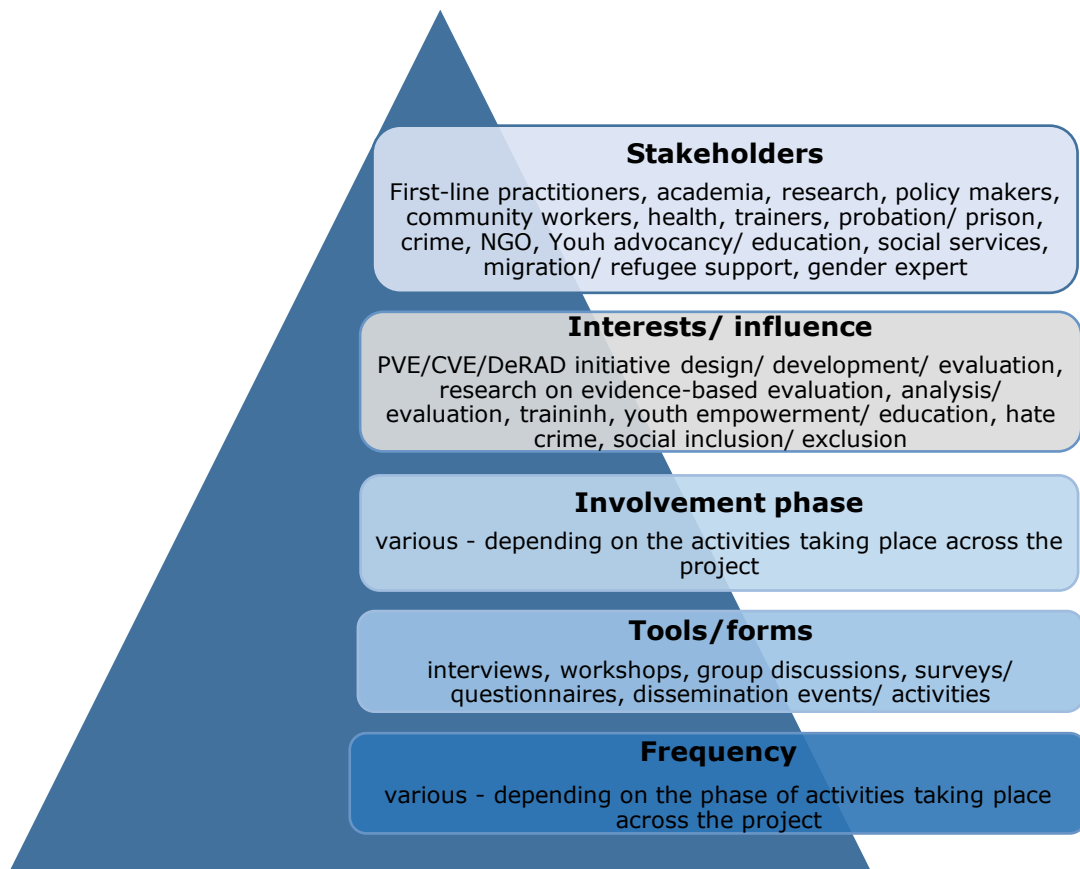 Stakeholders
First-line practitioners, academia, research, policy makers,
community workers, health, trainers, probation/ prison,
crime, NGO, Youh advocancy/ education, social services,
migration/ refugee support, gender expert
Interests/ influence
PVE/CVE/DeRAD initiative design/ development/ evaluation,
research on evidence-based evaluation, analysis/
evaluation, traininh, youth empowerment/ education, hate
crime, social inclusion/ exclusion
Involvement phase
various - depending on the activities taking place across the
project
Tools/forms
interviews, workshops, group discussions, surveys/
questionnaires, dissemination events/ activities
Frequency
various - depending on the phase of activities taking place
across the project